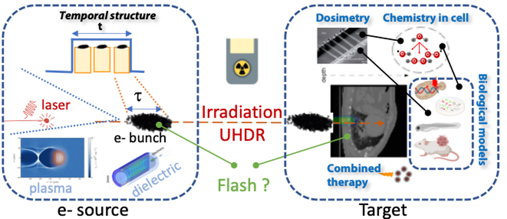 Temporal structure
t
laser
τ
e- bunch
plasma
dielectric
e- source
Irradiation
UHDR
Flash ?
Dosimetry
Chemistry in cell
depth
Biological models
Combined
therapy
Target